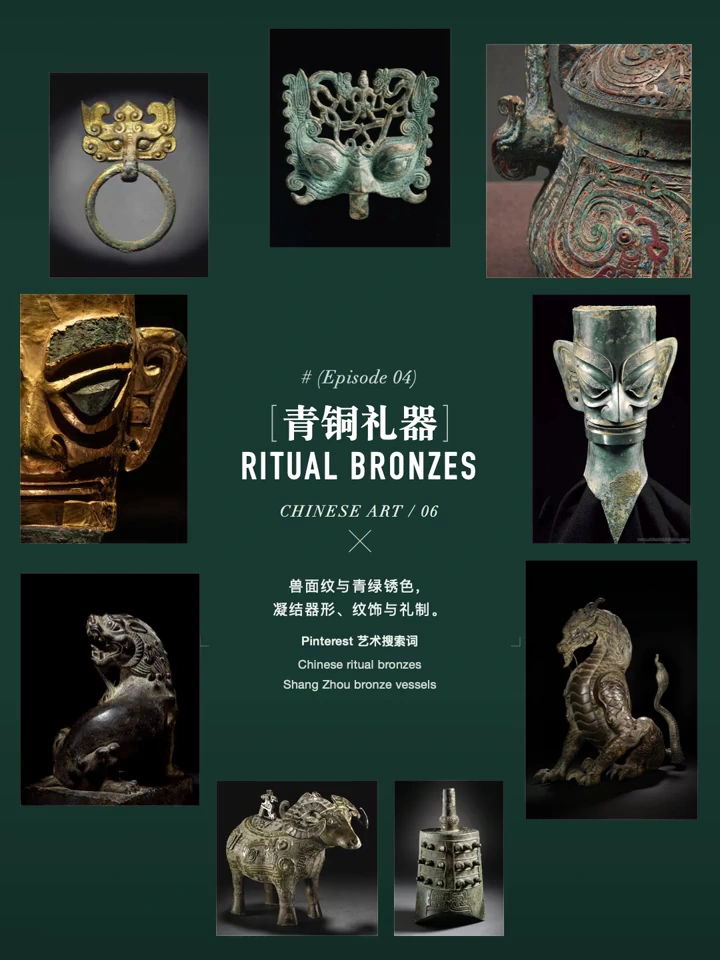 # (Episode 04)
[青铜礼器]
RITUAL BRONZES
CHINESE ART / 06
兽面纹与青绿锈色，
凝结器形、纹饰与礼制。
Pinterest 艺术搜索词
Chinese ritual bronzes
Shang Zhou bronze vessels